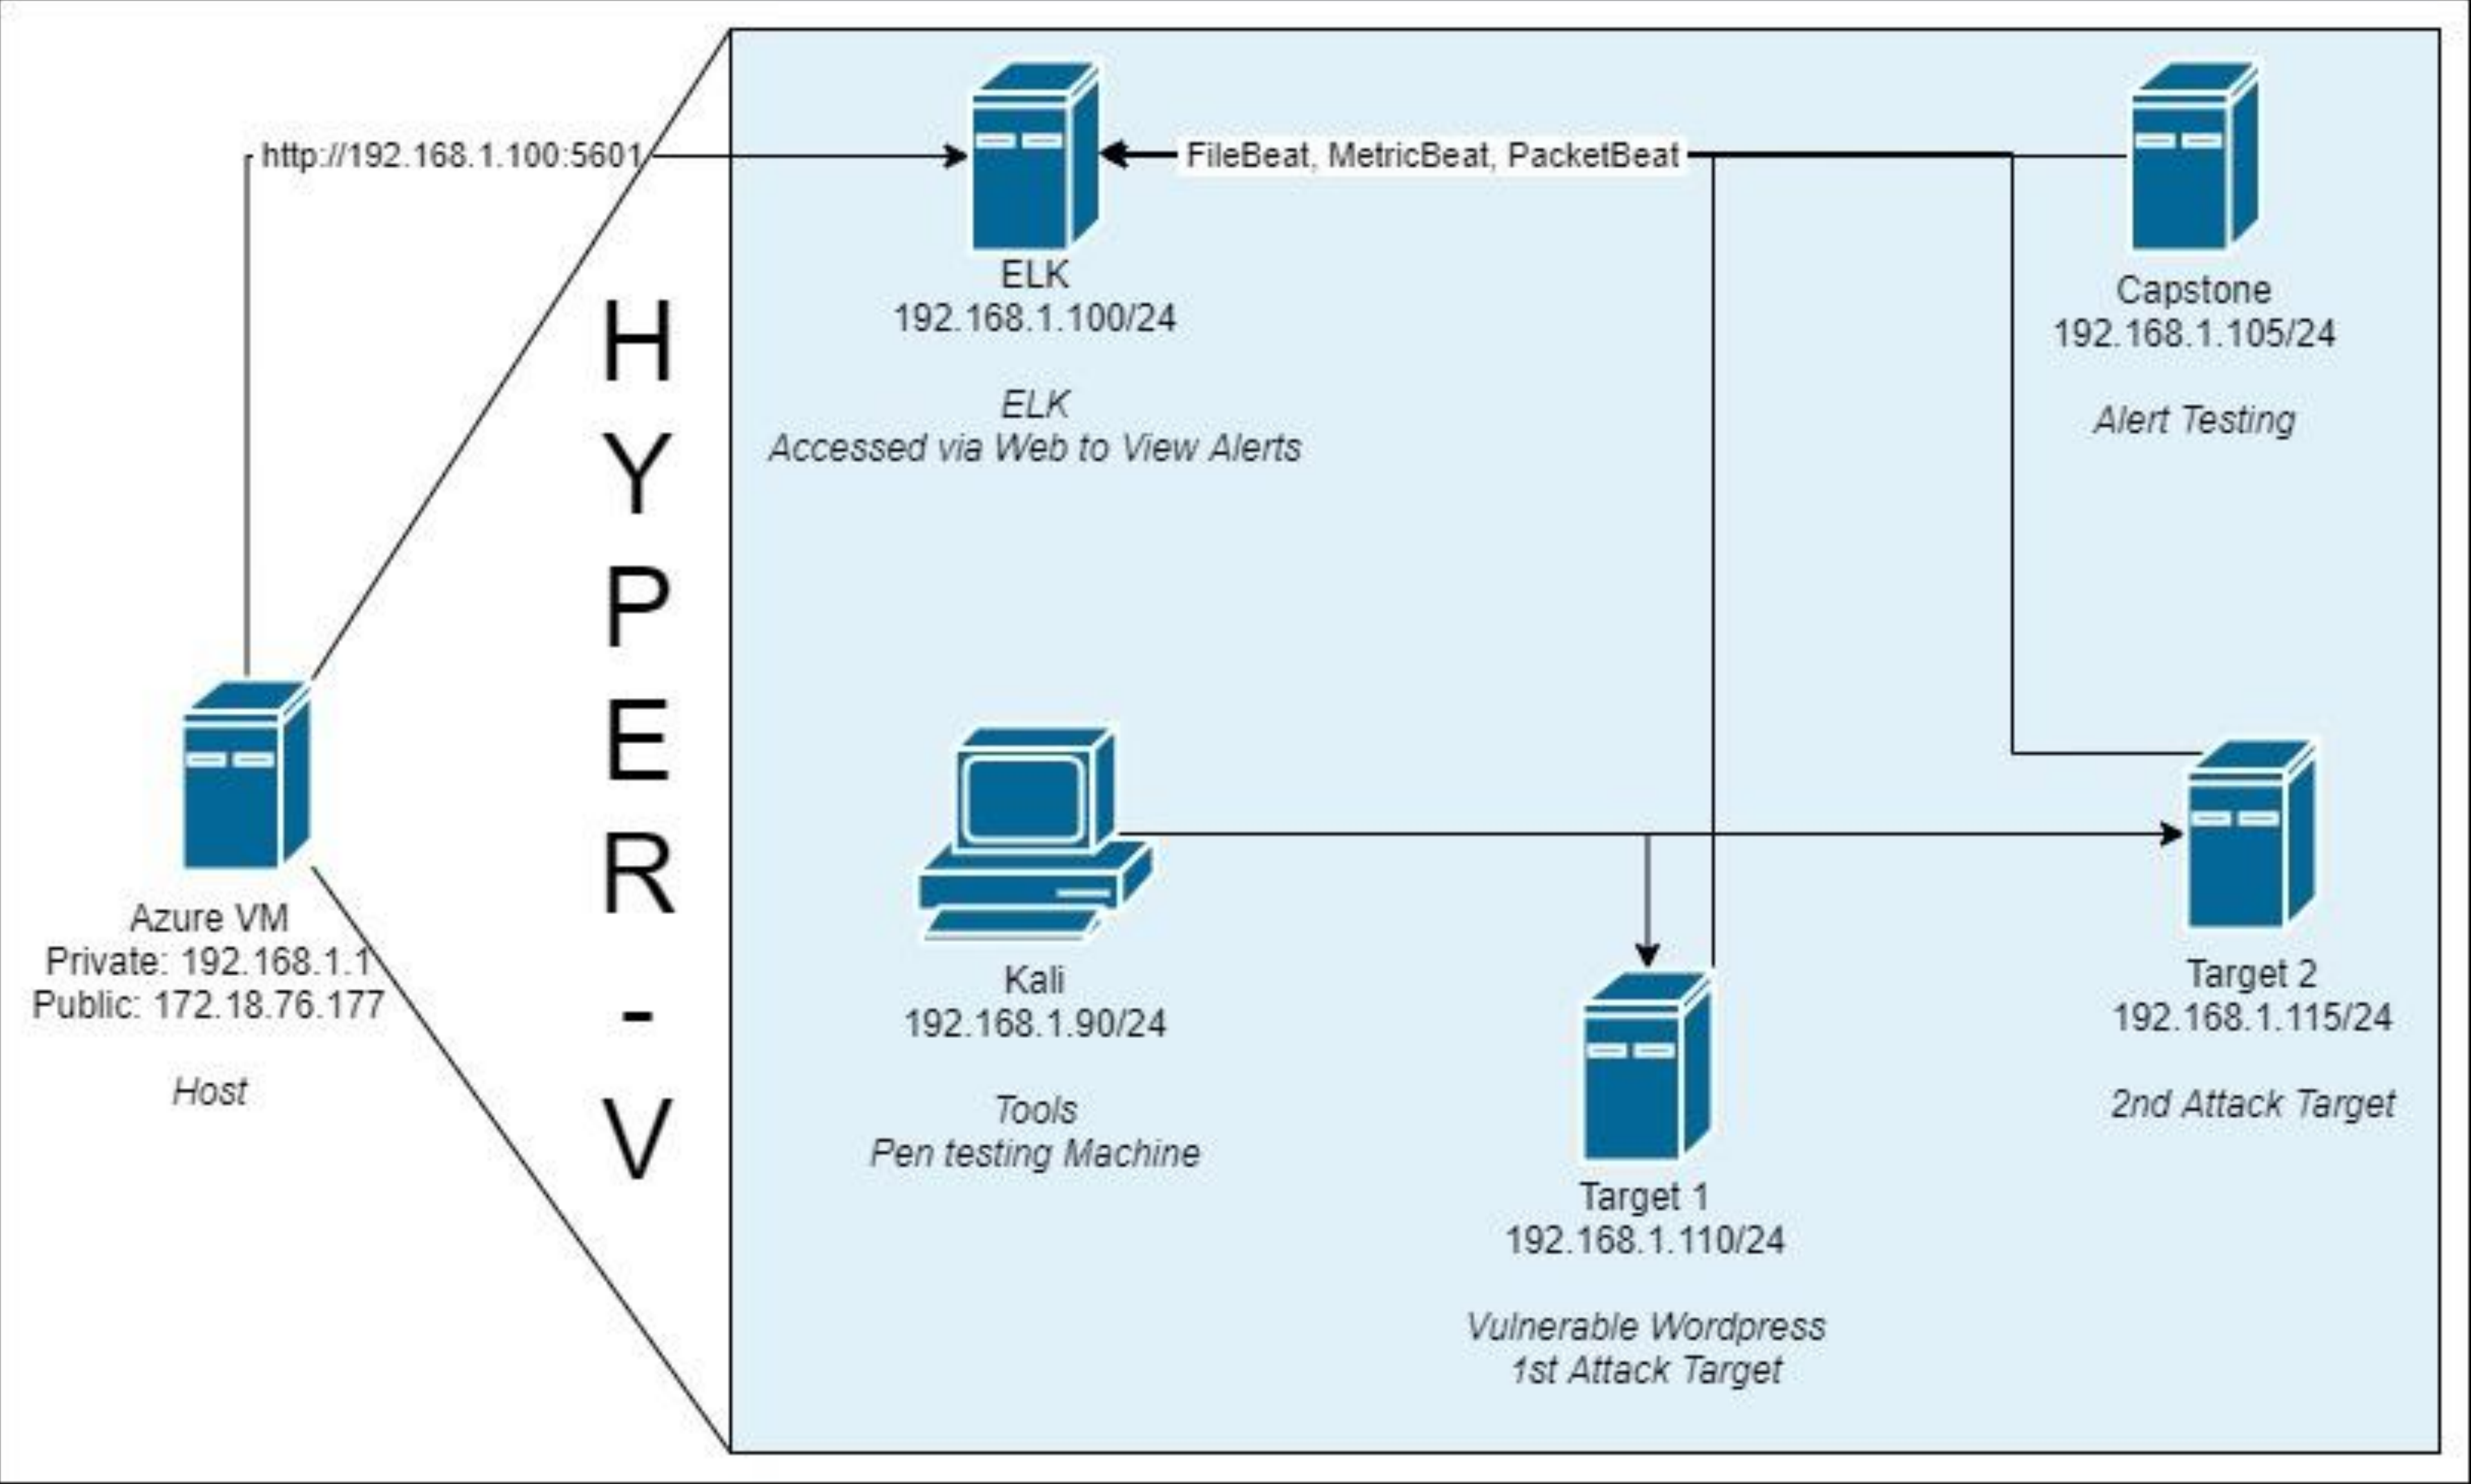 http://192.168.1.100:5601
FileBeat, MetricBeat, PacketBeat
ELK
192.168.1.100/24
ELK
Accessed via Web to View Alerts
Capstone
192.168.1.105/24
Alert Testing
H
Y
P
E
R
-
V
Azure VM
Private: 192.168.1.1
Public: 172.18.76.177
Host
Kali
192.168.1.90/24
Tools
Pen testing Machine
Target 1
192.168.1.110/24
Vulnerable Wordpress
1st Attack Target
Target 2
192.168.1.115/24
2nd Attack Target